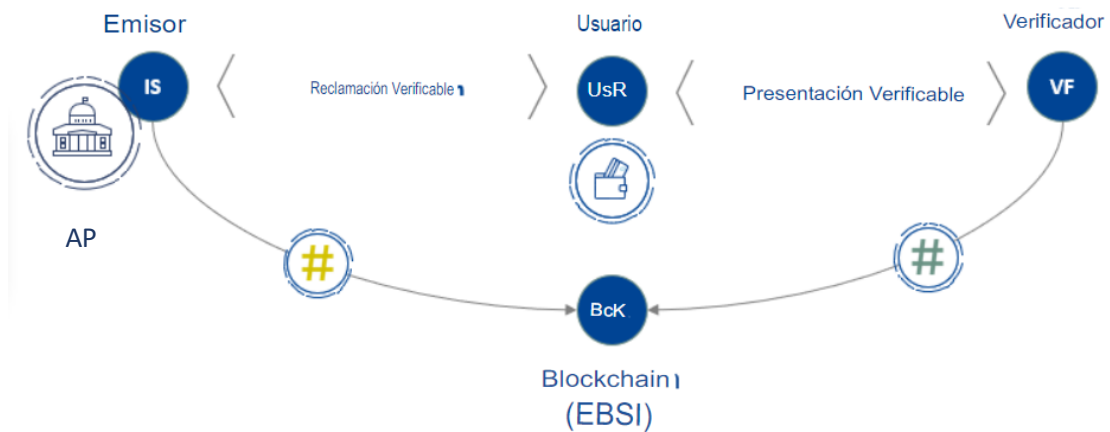 Emisor
Usuario
Verificador
IS
Reclamación Verificable
UsR
Presentación Verificable
VF
AP
#
#
BcK
Blockchain
(EBSI)